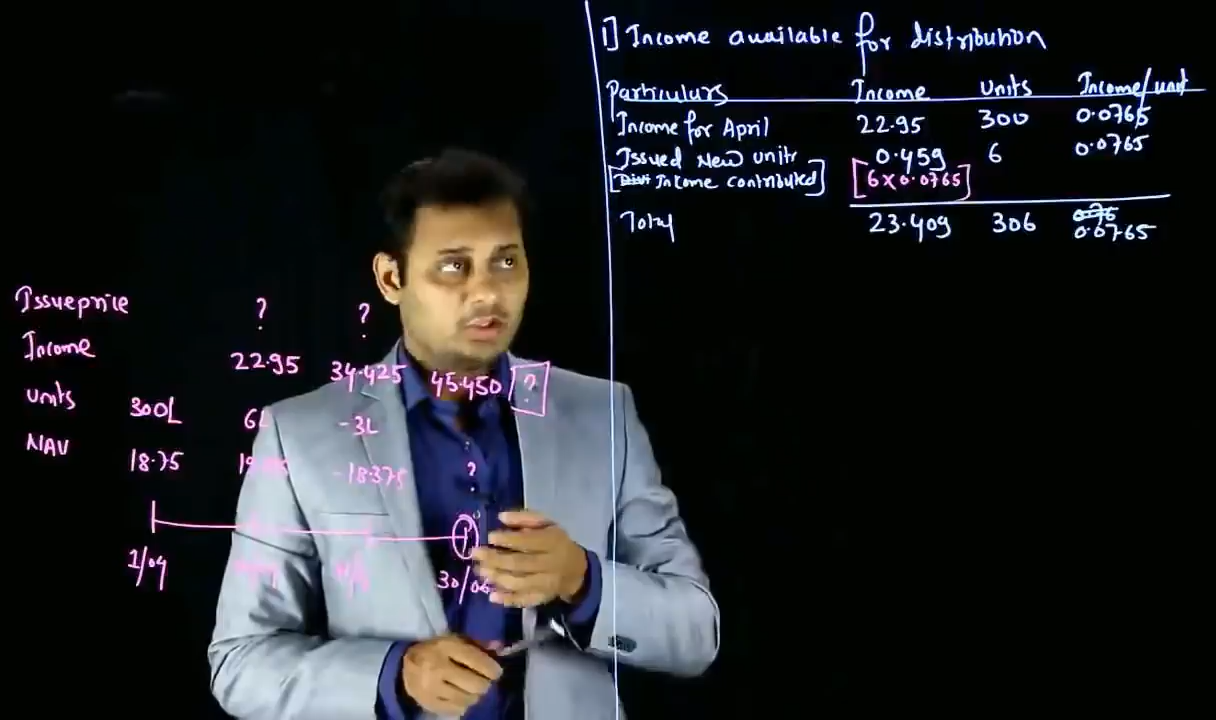 1] Income available for distribution
Particulars Income Units Income/unit
Income for April 22.95 300 0.0765
Issued New units 0.459 6 0.0765
[Income contributed] [6x0.0765]
Total 23.409 306 0.0765
Issue price ? ?
Income 22.95 34.425 45.450 ?
units 300L 6L -3L
NAV 18.75 -18.375 ?
1/04 30/06